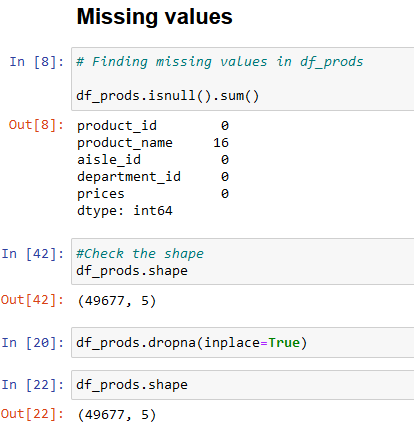 Missing values
In [8]: # Finding missing values in df_prods
df_prods.isnull().sum()
Out[8]: product_id 0
product_name 16
aisle_id 0
department_id 0
prices 0
dtype: int64
In [42]: #Check the shape
df_prods.shape
Out[42]: (49677, 5)
In [20]: df_prods.dropna(inplace=True)
In [22]: df_prods.shape
Out[22]: (49677, 5)